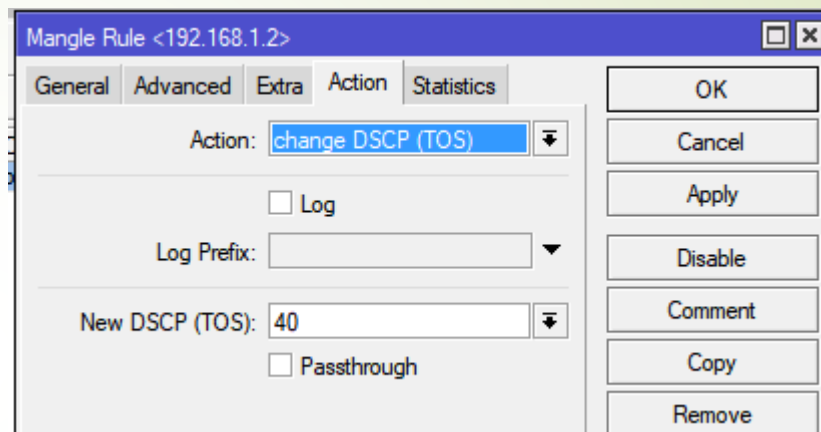 Mangle Rule <192.168.1.2>
General Advanced Extra Action Statistics
Action: change DSCP (TOS)
Log
Log Prefix:
New DSCP (TOS): 40
Passthrough
OK
Cancel
Apply
Disable
Comment
Copy
Remove